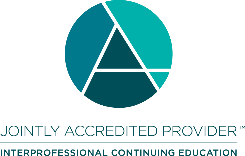 JOINTLY ACCREDITED PROVIDER™
INTERPROFESSIONAL CONTINUING EDUCATION